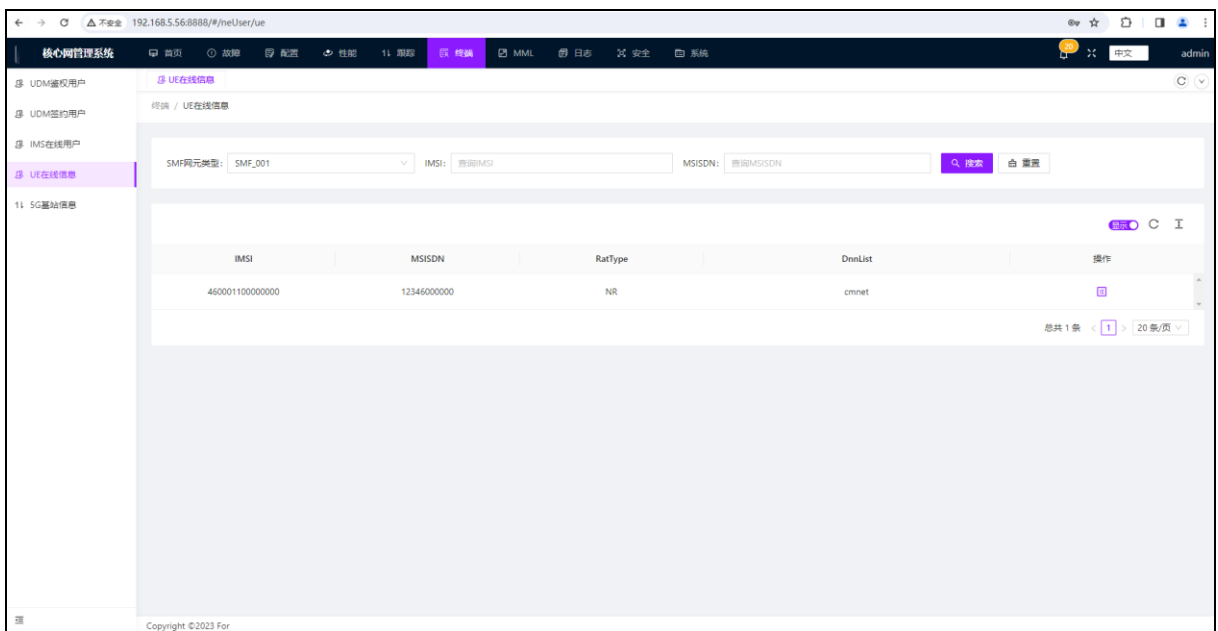 不安全 192.168.5.56:8888/#/neUser/ue
核心网管理系统 首页 故障 配置 性能 跟踪 终端 MML 日志 安全 系统 20 中文 admin
UDM鉴权用户
UDM签约用户
IMS在线用户
UE在线信息
5G基站信息
UE在线信息
终端 / UE在线信息
SMF网元类型: SMF_001 IMSI: 查询IMSI MSISDN: 查询MSISDN 搜索 重置
显示
IMSI MSISDN RatType DnnList 操作
460001100000000 12346000000 NR cmnet
总共 1 条 < 1 > 20 条/页
Copyright ©2023 For